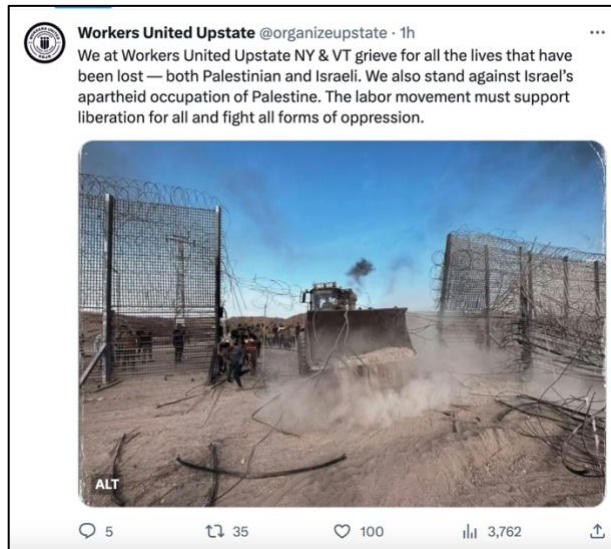 Workers United Upstate @organizeupstate · 1h
We at Workers United Upstate NY & VT grieve for all the lives that have
been lost — both Palestinian and Israeli. We also stand against Israel's
apartheid occupation of Palestine. The labor movement must support
liberation for all and fight all forms of oppression.
ALT
5 35 100 3,762